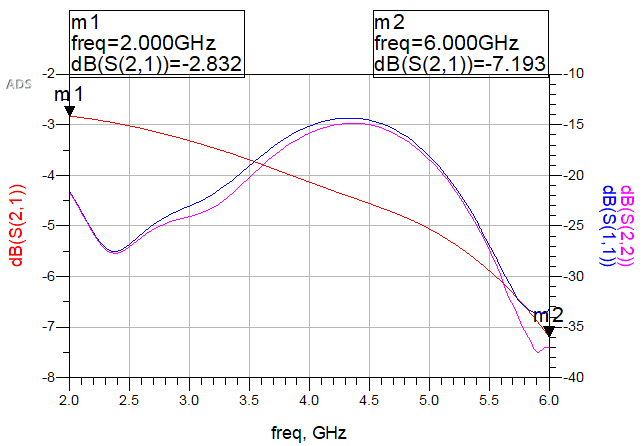 m1
freq=2.000GHz
dB(S(2,1))=-2.832
m2
freq=6.000GHz
dB(S(2,1))=-7.193
ADS
m1
m2
-2
-3
-4
-5
-6
-7
-8
dB(S(2,1))
-10
-15
-20
-25
-30
-35
-40
dB(S(2,2))
dB(S(1,1))
2.0 2.5 3.0 3.5 4.0 4.5 5.0 5.5 6.0
freq, GHz